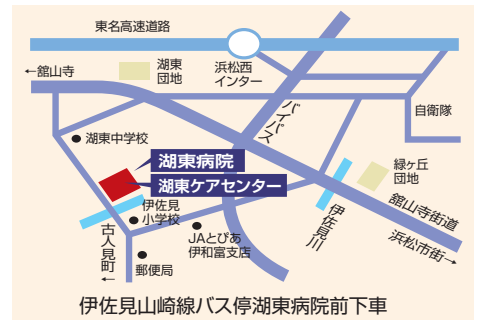 東名高速道路
←舘山寺
湖東
団地
浜松西
インター
バイパス
自衛隊
湖東中学校
湖東病院
湖東ケアセンター
緑ヶ丘
団地
伊佐見
小学校
舘山寺街道
伊佐見川
JAとぴあ
伊和富支店
浜松市街→
古人見町
←
郵便局
伊佐見山崎線バス停湖東病院前下車